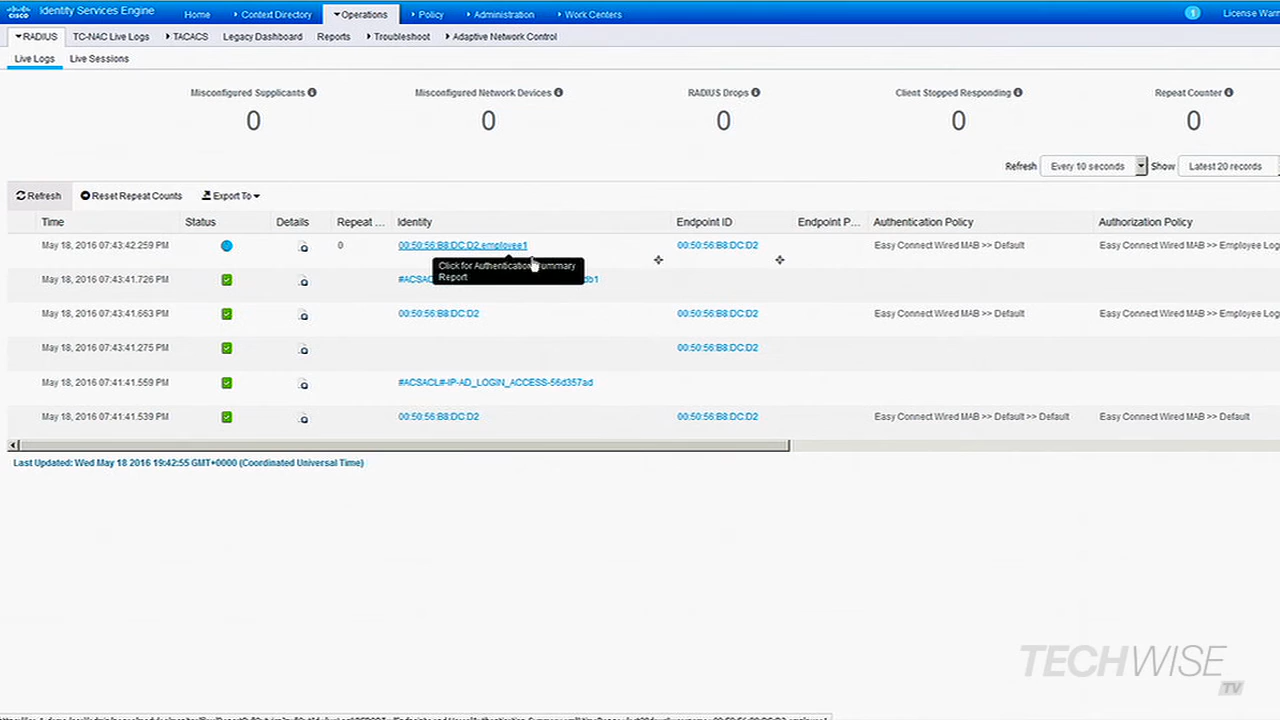 CISCO Identity Services Engine Home Context Directory Operations Policy Administration Work Centers 1 License Warn
RADIUS TC-NAC Live Logs TACACS Legacy Dashboard Reports Troubleshoot Adaptive Network Control
Live Logs Live Sessions
Misconfigured Supplicants Misconfigured Network Devices RADIUS Drops Client Stopped Responding Repeat Counter
0 0 0 0 0
Refresh Every 10 seconds Show Latest 20 records
Refresh Reset Repeat Counts Export To
Time Status Details Repeat ... Identity Endpoint ID Endpoint P... Authentication Policy Authorization Policy
May 18, 2016 07:43:42.259 PM 0 00:50:56:B8:DC:D2,employee1 00:50:56:B8:DC:D2 Easy Connect Wired MAB >> Default Easy Connect Wired MAB >> Employee Log
Click for Authentication Summary
Report
May 18, 2016 07:43:41.726 PM #ACSACL db1
May 18, 2016 07:43:41.663 PM 00:50:56:B8:DC:D2 00:50:56:B8:DC:D2 Easy Connect Wired MAB >> Default Easy Connect Wired MAB >> Employee Log
May 18, 2016 07:43:41.275 PM 00:50:56:B8:DC:D2
May 18, 2016 07:41:41.559 PM #ACSACL#-IP-AD_LOGIN_ACCESS-56d357ad
May 18, 2016 07:41:41.539 PM 00:50:56:B8:DC:D2 00:50:56:B8:DC:D2 Easy Connect Wired MAB >> Default >> Default Easy Connect Wired MAB >> Default
Last Updated: Wed May 18 2016 19:42:55 GMT+0000 (Coordinated Universal Time)
TECHWISE
TV